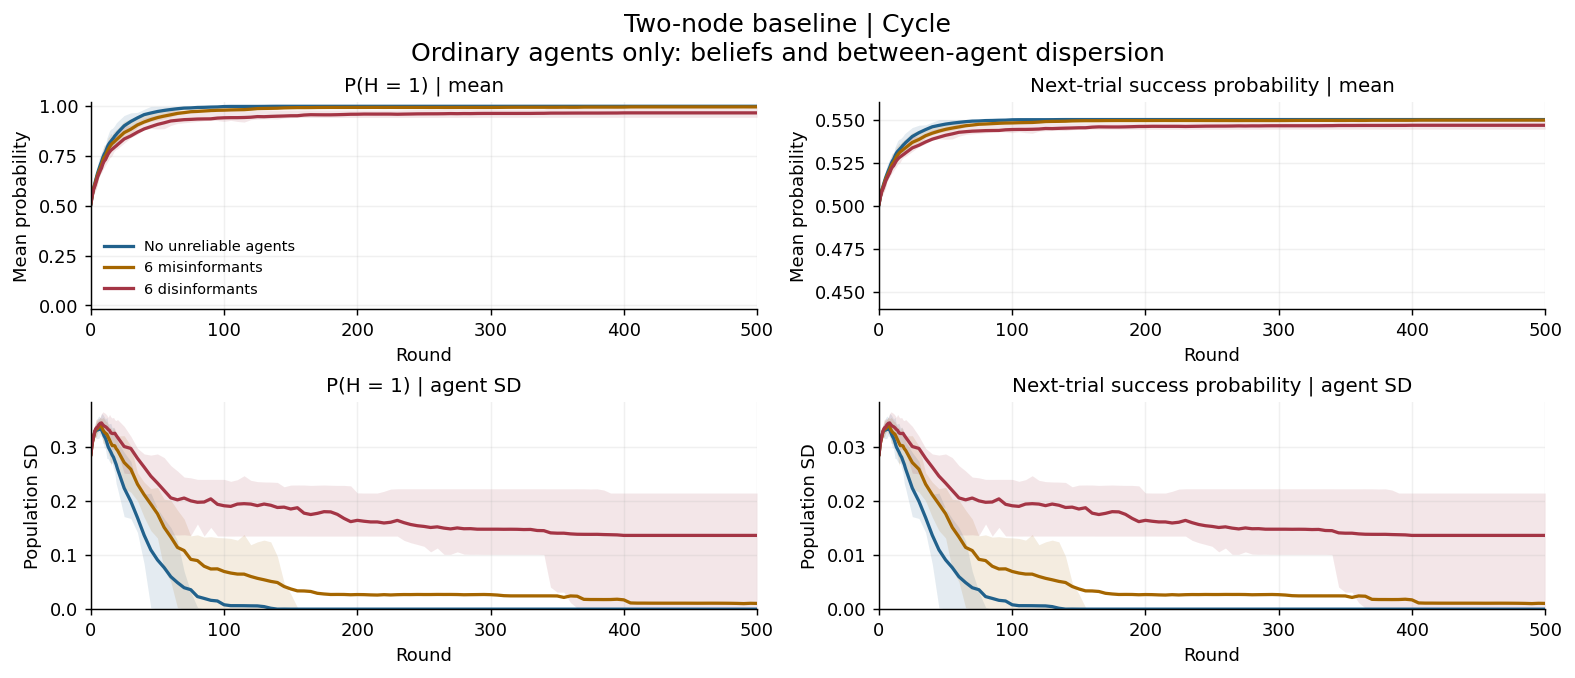 Two-node baseline | Cycle
Ordinary agents only: beliefs and between-agent dispersion
P(H = 1) | mean
Mean probability
1.00
0.75
0.50
0.25
0.00
No unreliable agents
6 misinformants
6 disinformants
0 100 200 300 400 500
Round
Next-trial success probability | mean
Mean probability
0.550
0.525
0.500
0.475
0.450
0 100 200 300 400 500
Round
P(H = 1) | agent SD
Population SD
0.3
0.2
0.1
0.0
0 100 200 300 400 500
Round
Next-trial success probability | agent SD
Population SD
0.03
0.02
0.01
0.00
0 100 200 300 400 500
Round